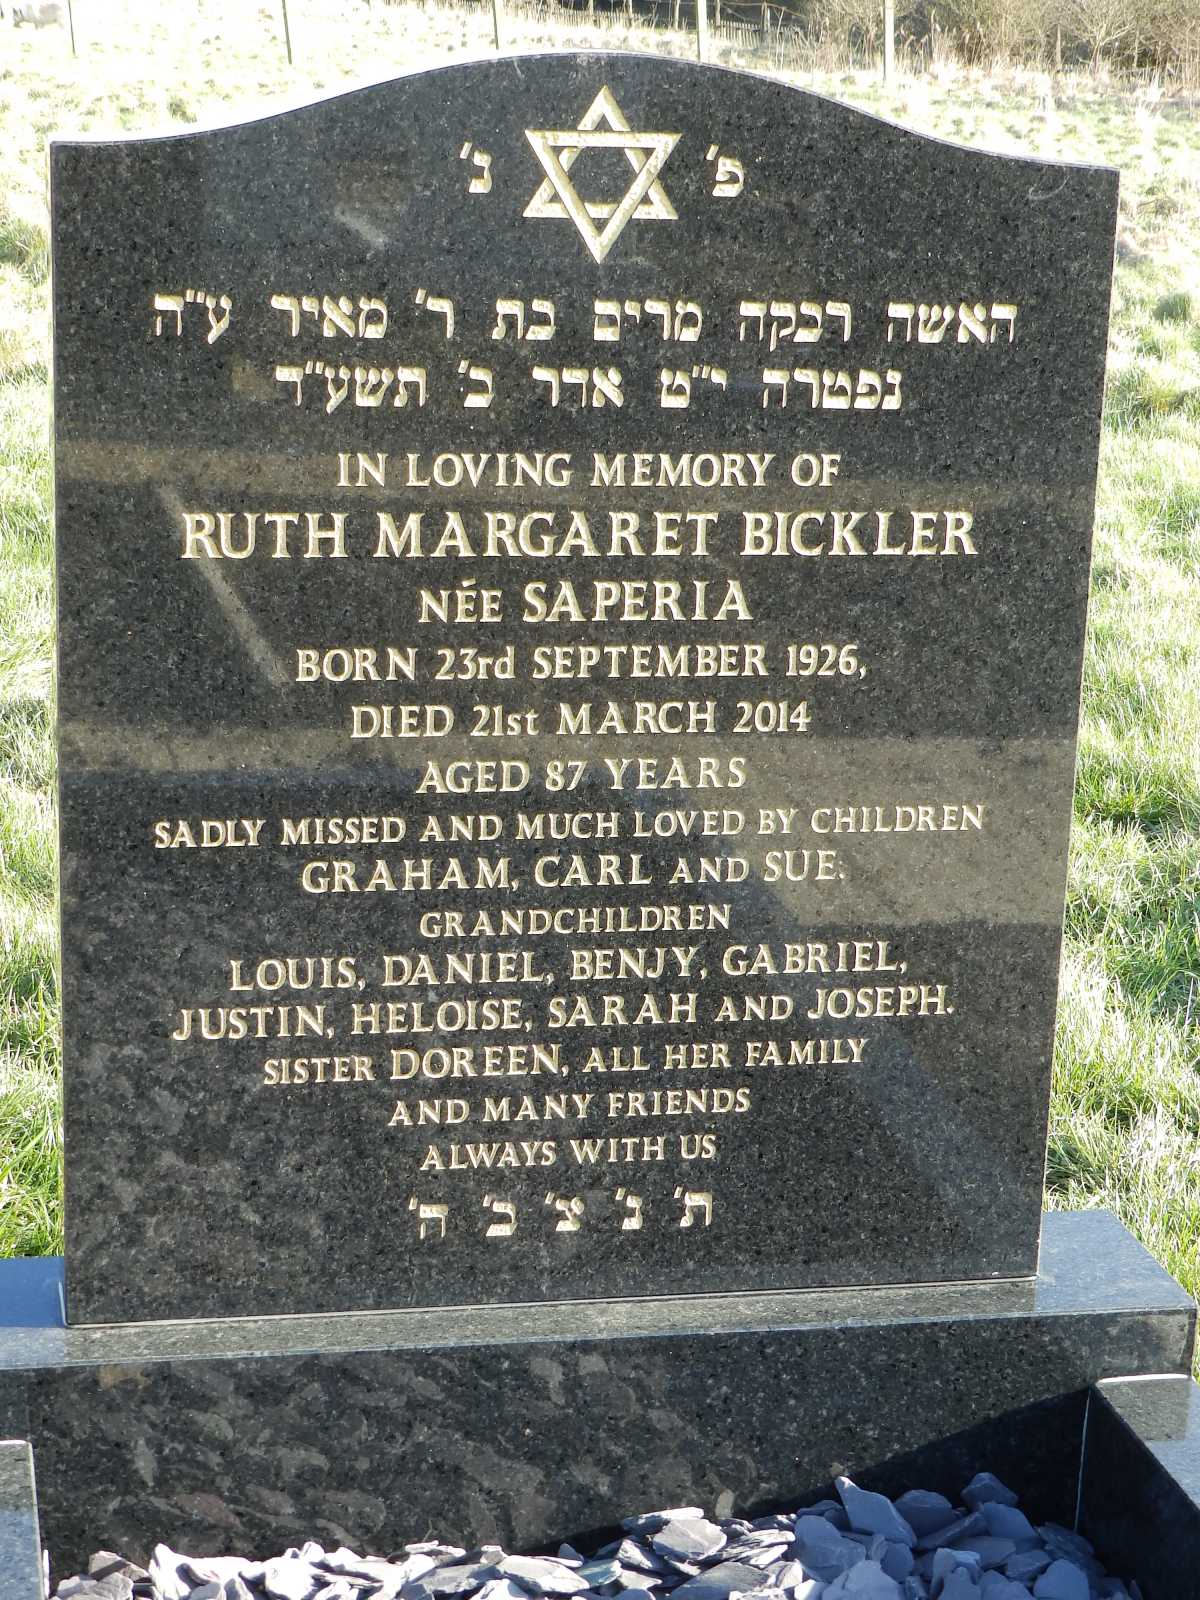 פ' נ'
האשה רבקה מרים בת ר' מאיר ע"ה
נפטרה י"ט אדר ב' תשע"ד
IN LOVING MEMORY OF
RUTH MARGARET BICKLER
NÉE SAPERIA
BORN 23rd SEPTEMBER 1926,
DIED 21st MARCH 2014
AGED 87 YEARS
SADLY MISSED AND MUCH LOVED BY CHILDREN
GRAHAM, CARL AND SUE.
GRANDCHILDREN
LOUIS, DANIEL, BENJY, GABRIEL,
JUSTIN, HELOISE, SARAH AND JOSEPH.
SISTER DOREEN, ALL HER FAMILY
AND MANY FRIENDS
ALWAYS WITH US
ת' נ' צ' ב' ה'